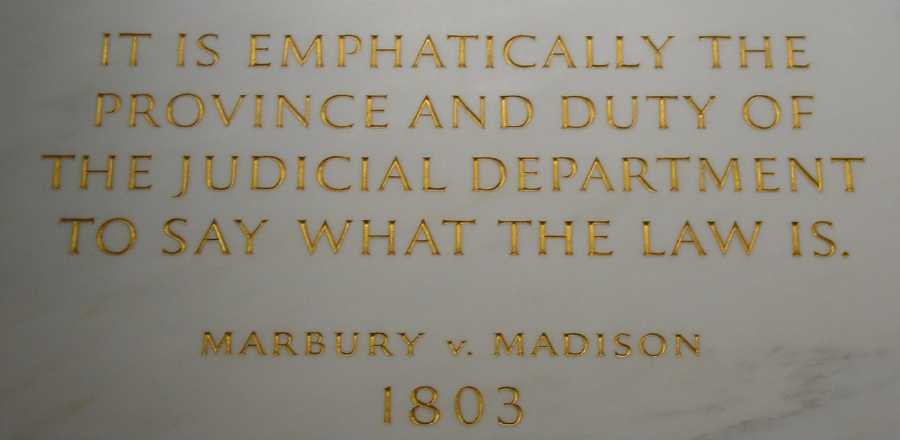 IT IS EMPHATICALLY THE
PROVINCE AND DUTY OF
THE JUDICIAL DEPARTMENT
TO SAY WHAT THE LAW IS.
MARBURY v. MADISON
1803